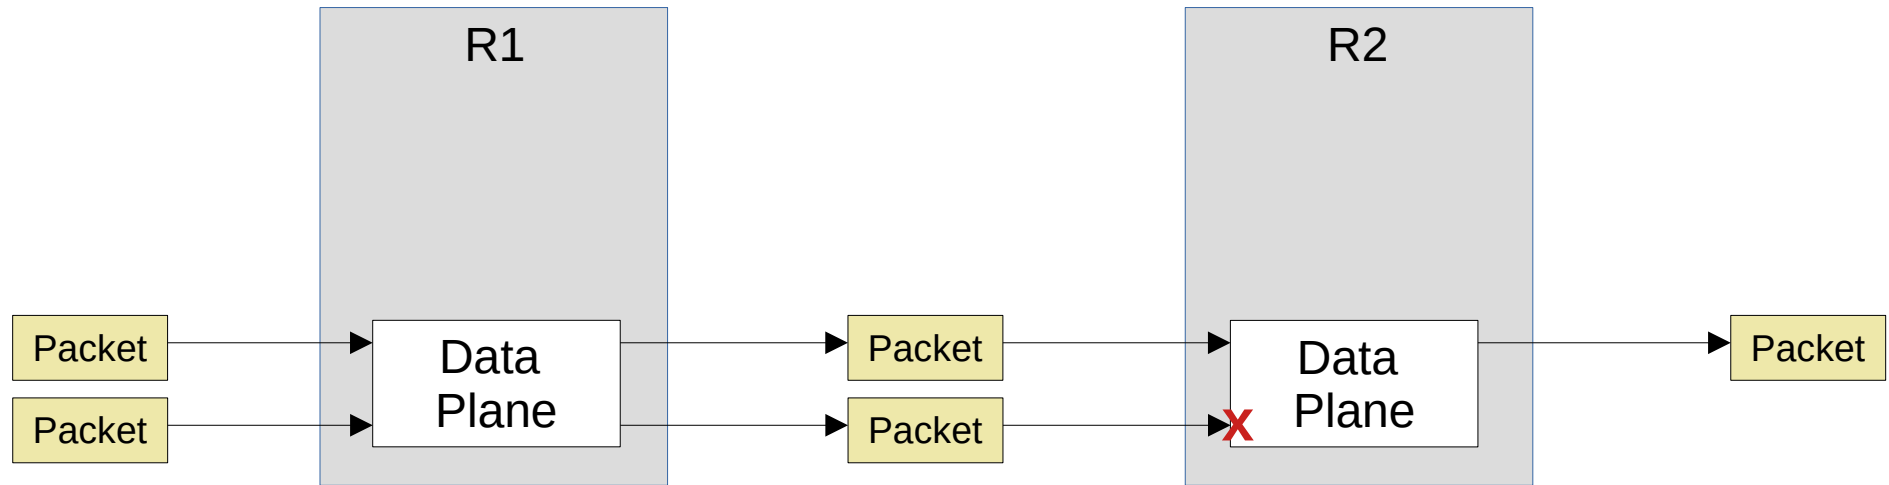 R1
R2
Packet
Packet
Data
Plane
Packet
Packet
X
Data
Plane
Packet